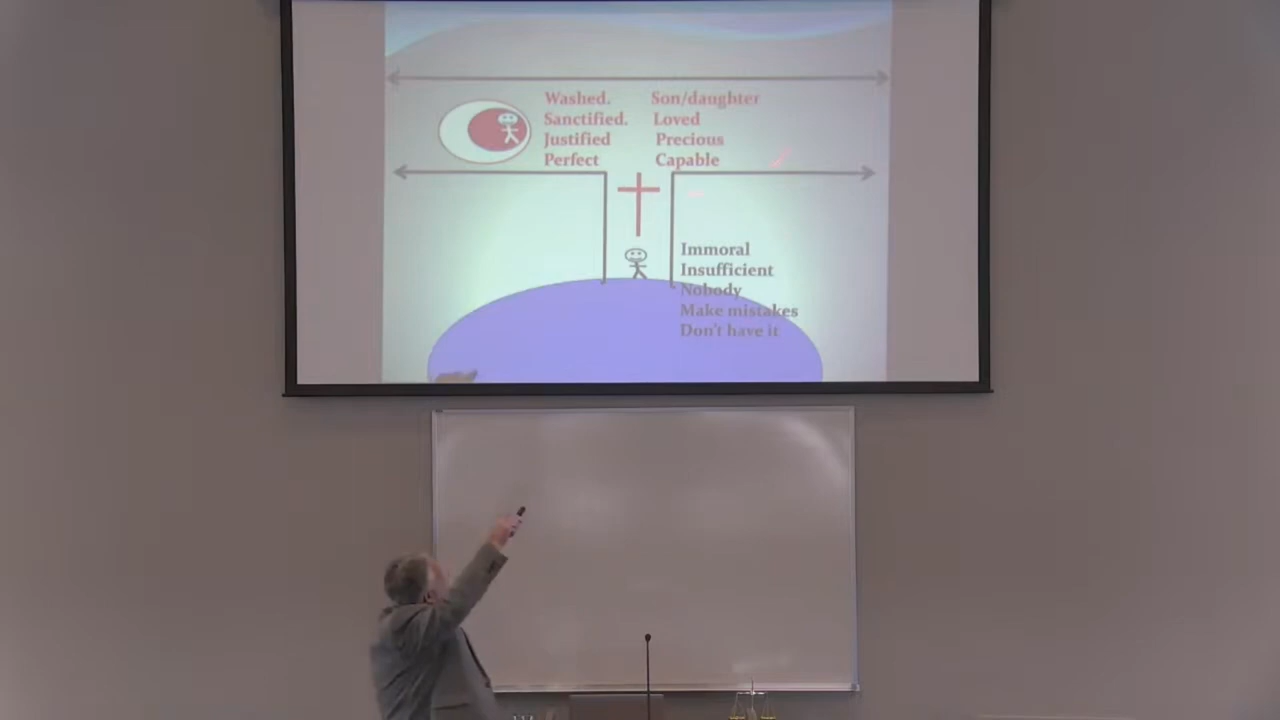 Washed.
Sanctified.
Justified
Perfect
Son/daughter
Loved
Precious
Capable
Immoral
Insufficient
Nobody
Make mistakes
Don't have it